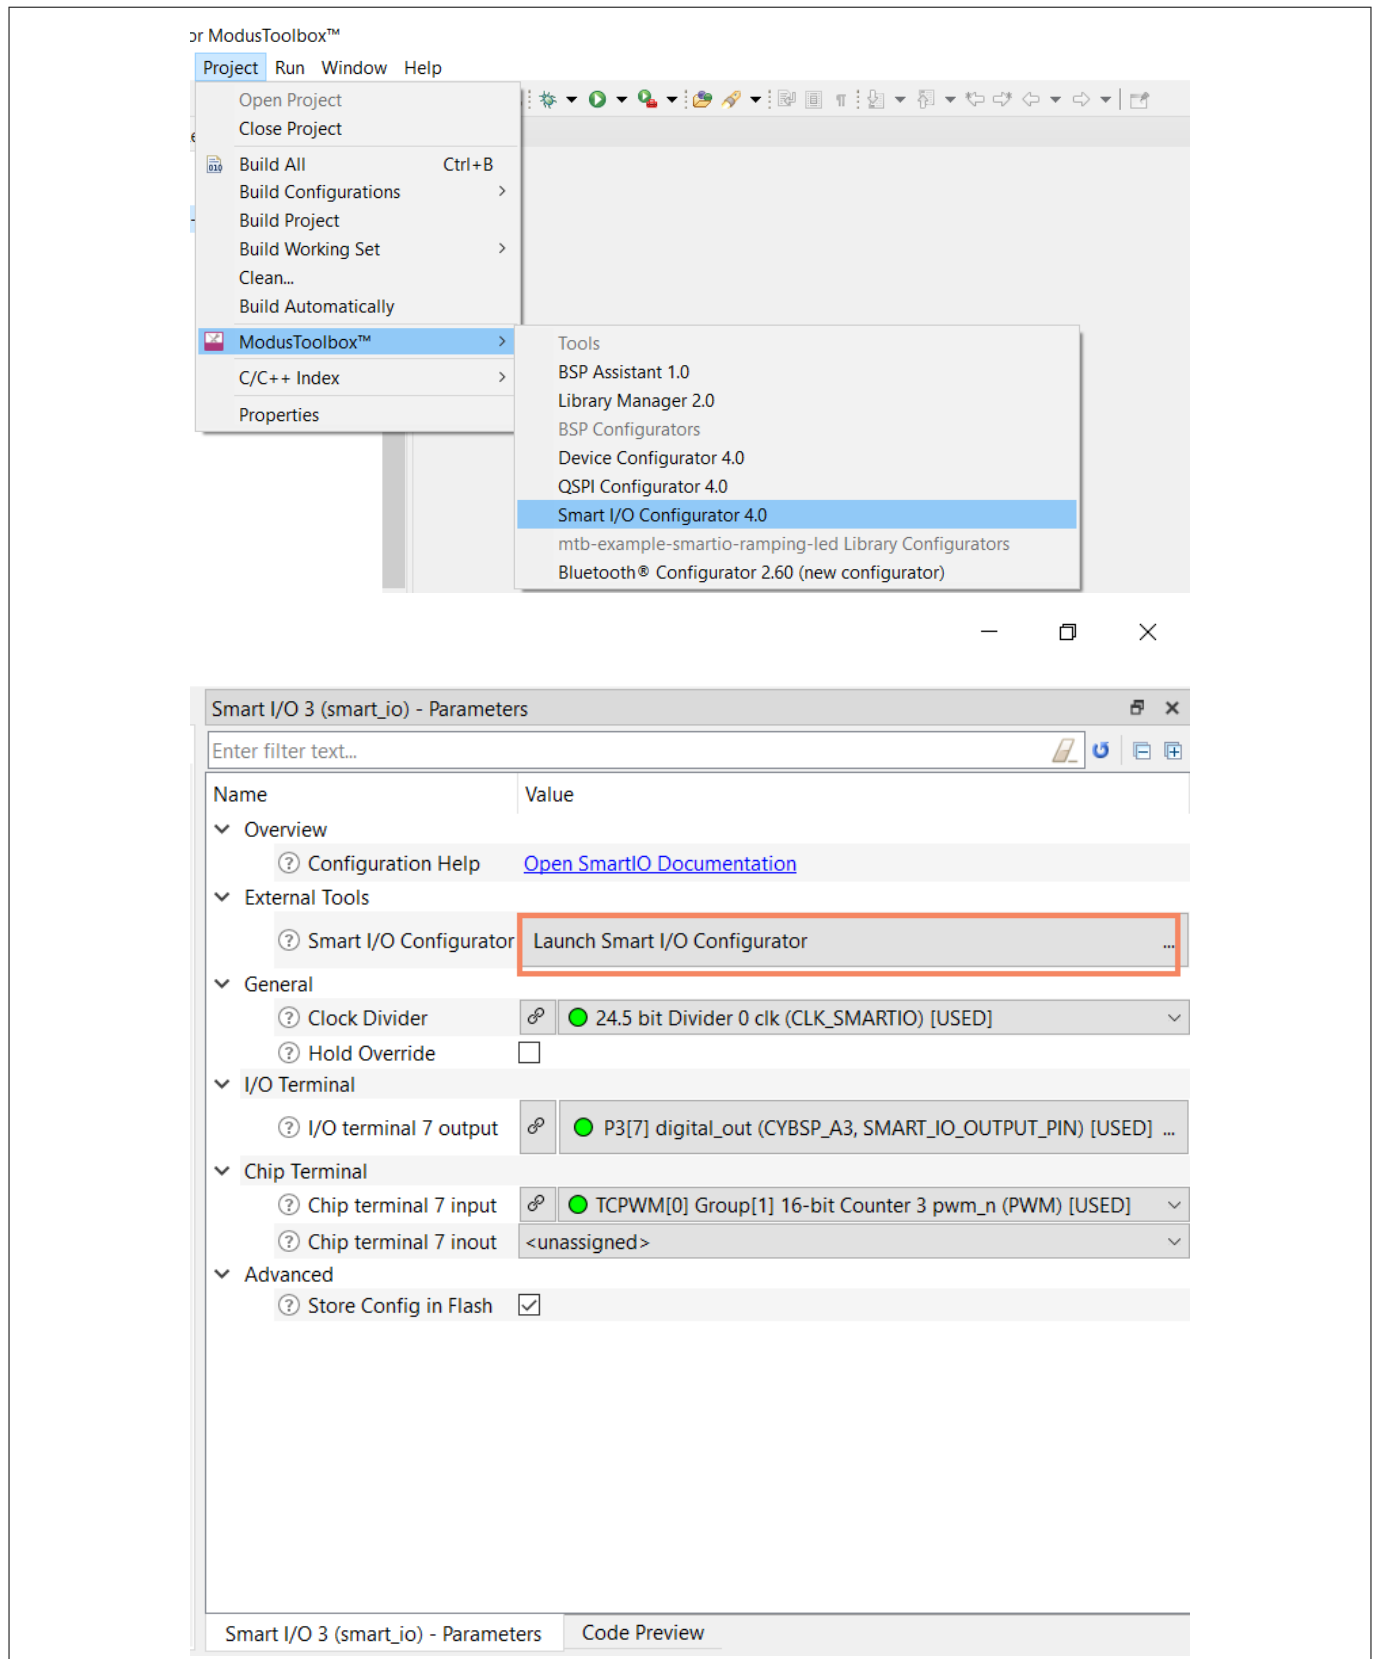 or ModusToolbox™
Project Run Window Help
Open Project
Close Project
Build All Ctrl+B
Build Configurations
Build Project
Build Working Set
Clean...
Build Automatically
ModusToolbox™
C/C++ Index
Properties
Tools
BSP Assistant 1.0
Library Manager 2.0
BSP Configurators
Device Configurator 4.0
QSPI Configurator 4.0
Smart I/O Configurator 4.0
mtb-example-smartio-ramping-led Library Configurators
Bluetooth® Configurator 2.60 (new configurator)
Smart I/O 3 (smart_io) - Parameters
Enter filter text...
Name Value
Overview
Configuration Help Open SmartIO Documentation
External Tools
Smart I/O Configurator Launch Smart I/O Configurator ...
General
Clock Divider 24.5 bit Divider 0 clk (CLK_SMARTIO) [USED]
Hold Override
I/O Terminal
I/O terminal 7 output P3[7] digital_out (CYBSP_A3, SMART_IO_OUTPUT_PIN) [USED] ...
Chip Terminal
Chip terminal 7 input TCPWM[0] Group[1] 16-bit Counter 3 pwm_n (PWM) [USED]
Chip terminal 7 inout <unassigned>
Advanced
Store Config in Flash
Smart I/O 3 (smart_io) - Parameters Code Preview